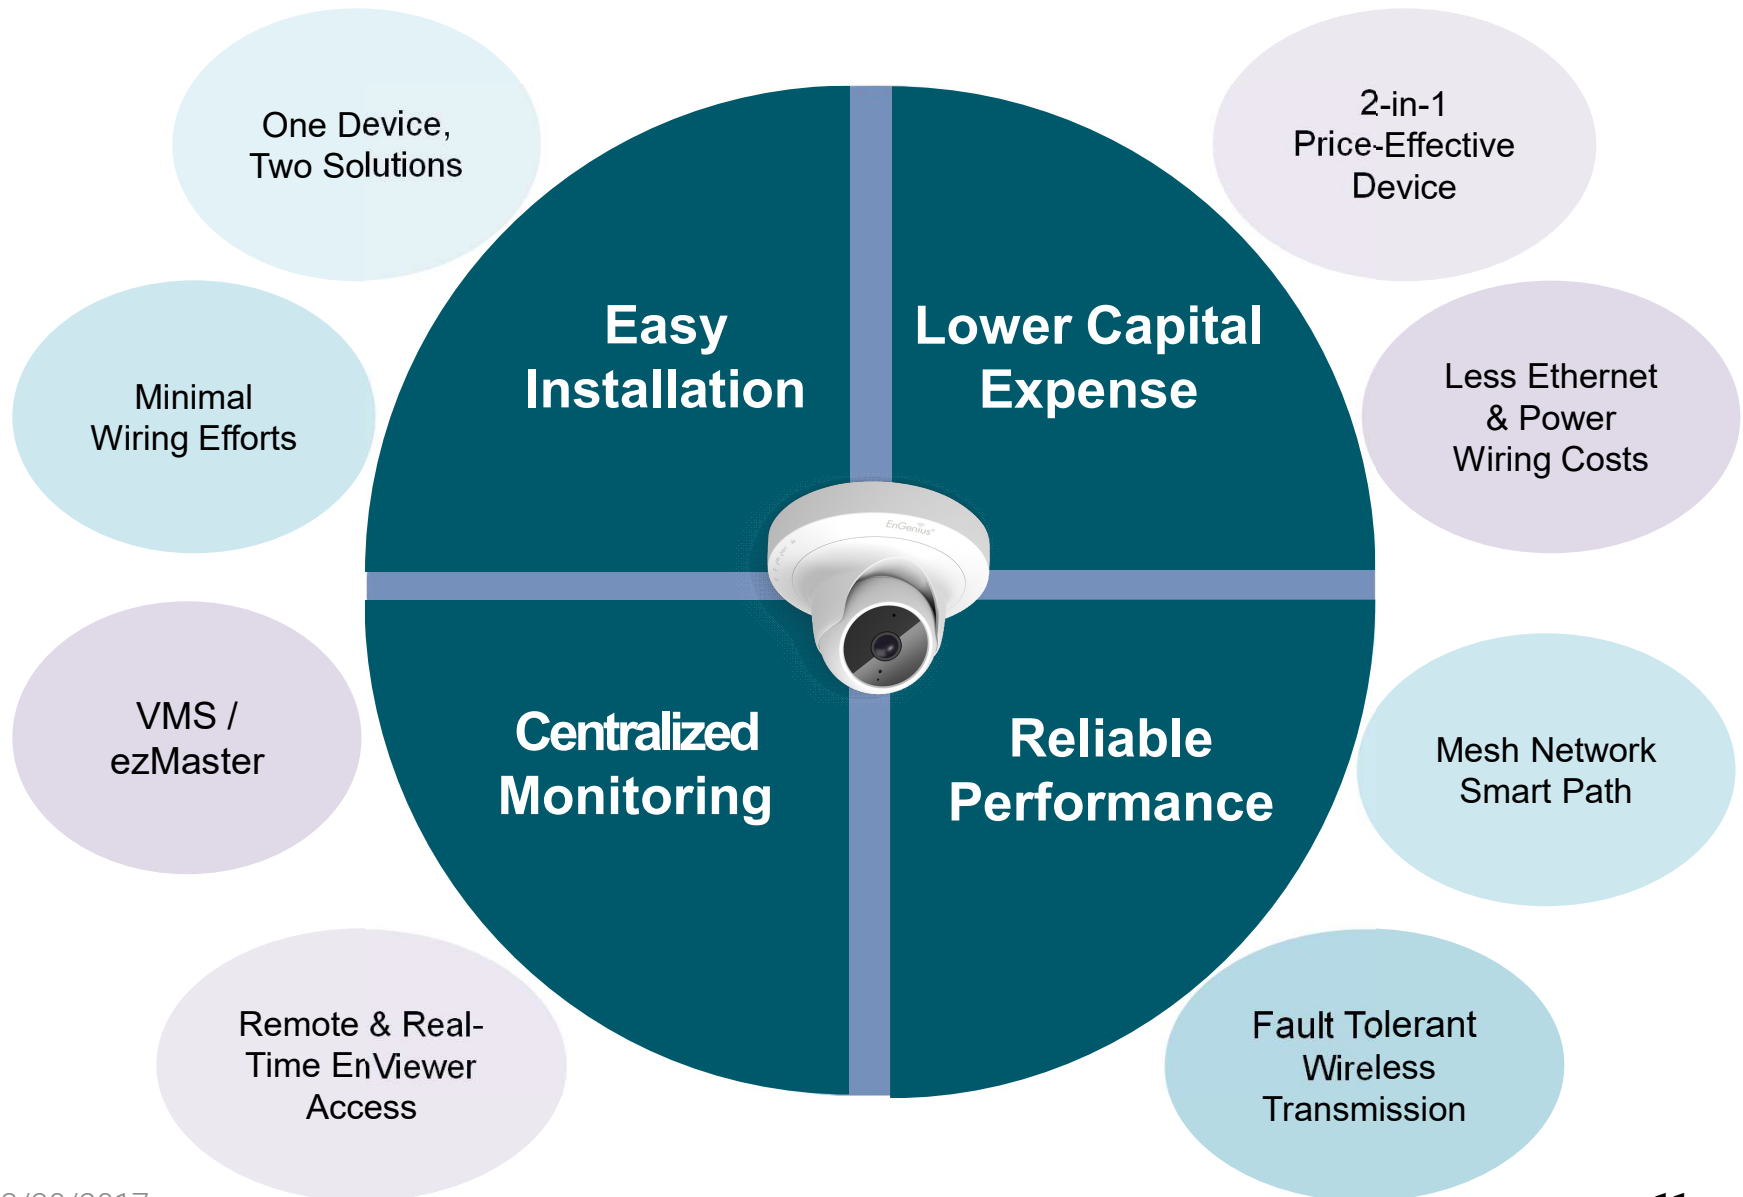 One Device,
Two Solutions
2-in-1
Price-Effective
Device
Easy
Installation
Lower Capital
Expense
Minimal
Wiring Efforts
Less Ethernet
& Power
Wiring Costs
EnGenius®
VMS /
ezMaster
Centralized
Monitoring
Reliable
Performance
Mesh Network
Smart Path
Remote & Real-
Time EnViewer
Access
Fault Tolerant
Wireless
Transmission